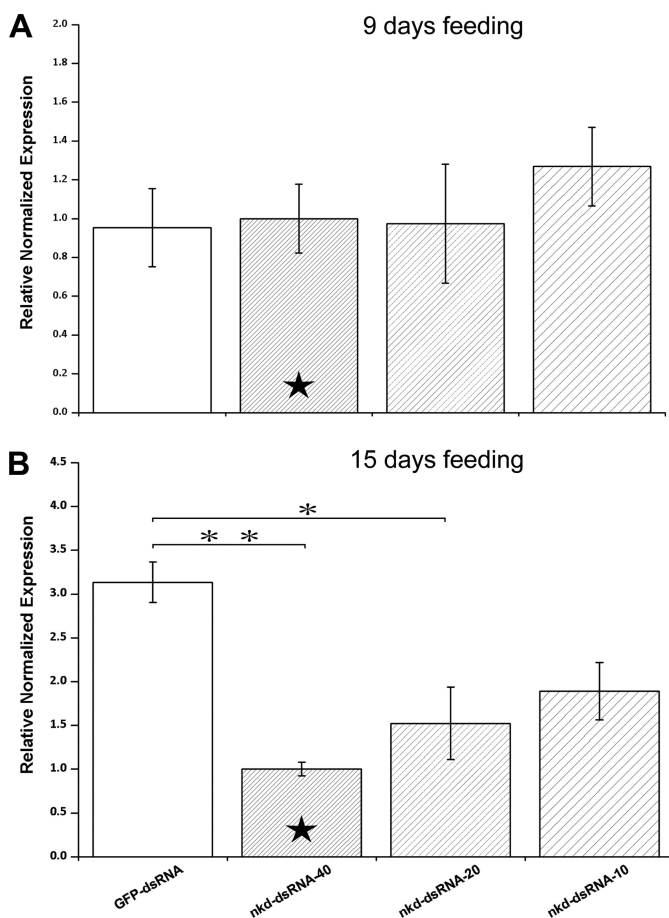 A
9 days feeding
Relative Normalized Expression
2.0
1.8
1.6
1.4
1.2
1.0
0.8
0.6
0.4
0.2
0.0
B
15 days feeding
Relative Normalized Expression
4.5
4.0
3.5
3.0
2.5
2.0
1.5
1.0
0.5
0.0
*
* *
GFP-dsRNA
nkd-dsRNA-40
nkd-dsRNA-20
nkd-dsRNA-10